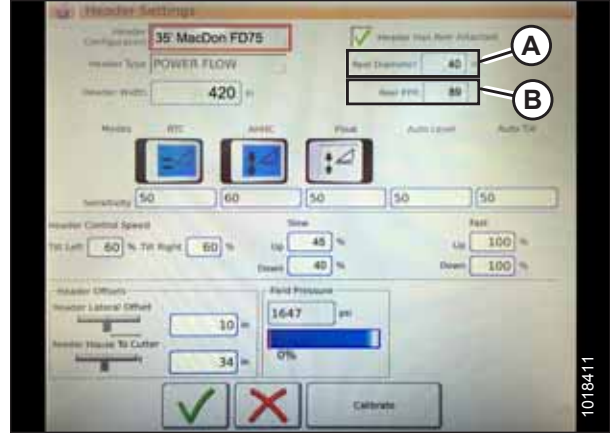 Header Settings
Header Configuration 35' MacDon FD75 Header Has Reel Attached
Header Type POWER FLOW Reel Diameter 40 A
Header Width 420 in Reel PPR 89 B
Modes RTC AHHC Float Auto Level Auto Tilt
Sensitivity 50 60 50 50 50
Header Control Speed Slow Fast
Tilt Left 60 % Tilt Right 60 % Up 45 % Up 100 %
Down 40 % Down 100 %
Header Offsets Field Pressure
Header Lateral Offset 1647 psi
10 in
Feeder House To Cutter 0%
34 in
Calibrate
1018411